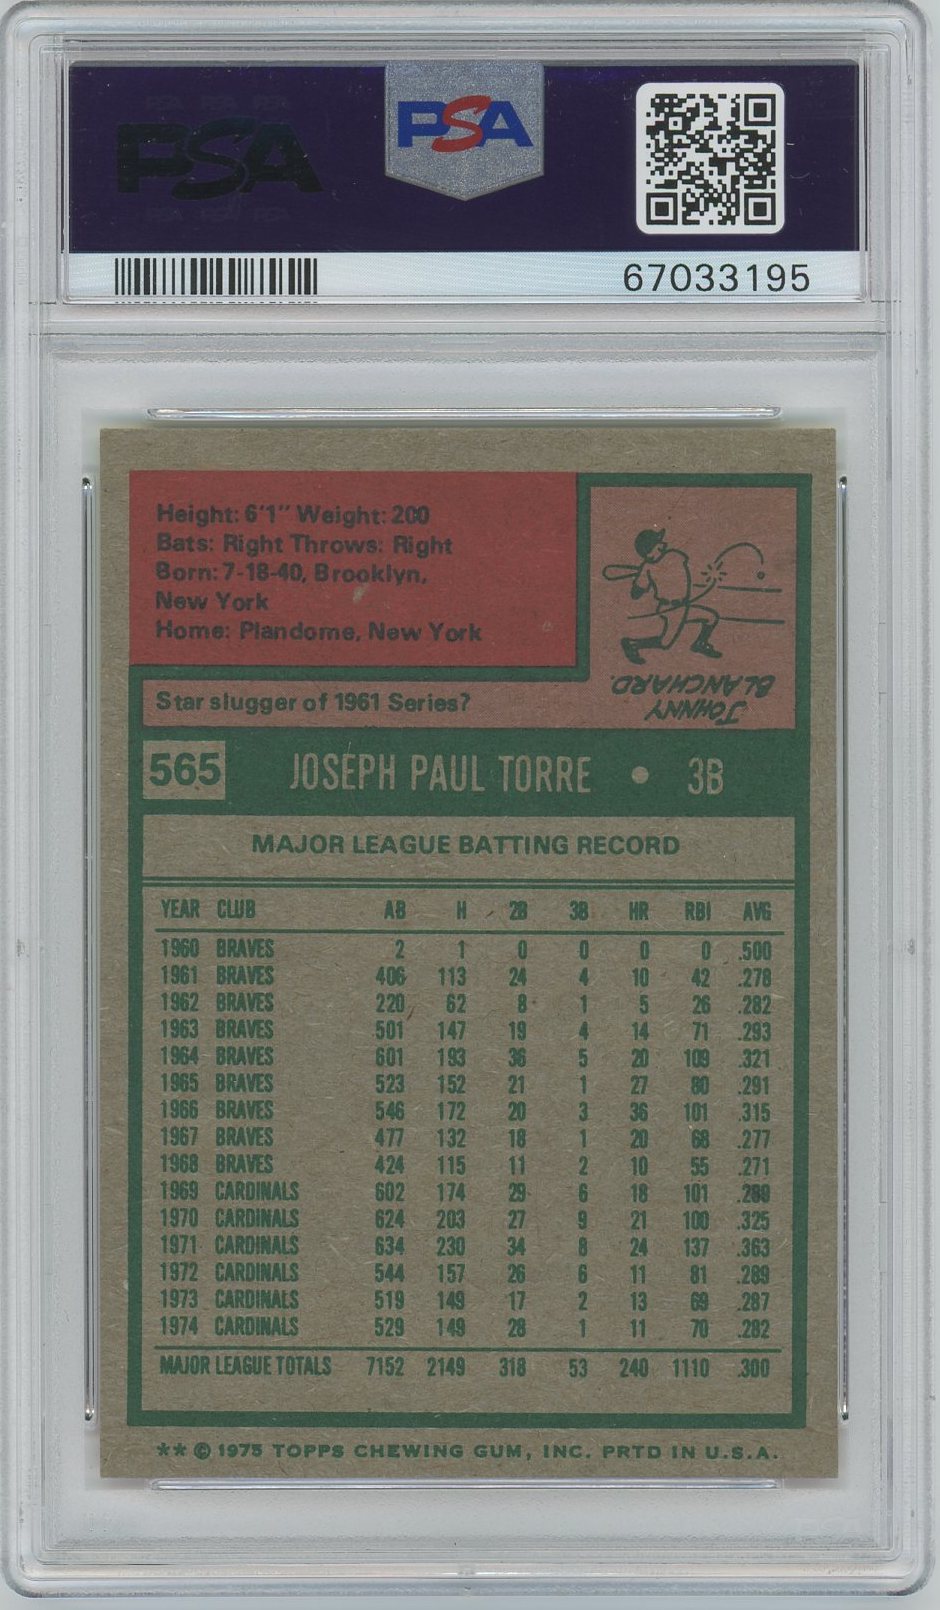 PSA
PSA
67033195
Height: 6'1" Weight: 200
Bats: Right Throws: Right
Born: 7-18-40, Brooklyn,
New York
Home: Plandome, New York
Star slugger of 1961 Series?
JOHNNY
BLANCHARD.
565 JOSEPH PAUL TORRE • 3B
MAJOR LEAGUE BATTING RECORD
YEAR CLUB AB H 2B 3B HR RBI AVG
1960 BRAVES 2 1 0 0 0 0 .500
1961 BRAVES 406 113 24 4 10 42 .278
1962 BRAVES 220 62 8 1 5 26 .282
1963 BRAVES 501 147 19 4 14 71 .293
1964 BRAVES 601 193 36 5 20 109 .321
1965 BRAVES 523 152 21 1 27 80 .291
1966 BRAVES 546 172 20 3 36 101 .315
1967 BRAVES 477 132 18 1 20 68 .277
1968 BRAVES 424 115 11 2 10 55 .271
1969 CARDINALS 602 174 29 6 18 101 .289
1970 CARDINALS 624 203 27 9 21 100 .325
1971 CARDINALS 634 230 34 8 24 137 .363
1972 CARDINALS 544 157 26 6 11 81 .289
1973 CARDINALS 519 149 17 2 13 69 .287
1974 CARDINALS 529 149 28 1 11 70 .282
MAJOR LEAGUE TOTALS 7152 2149 318 53 240 1110 .300
** © 1975 TOPPS CHEWING GUM, INC. PRTD IN U.S.A.